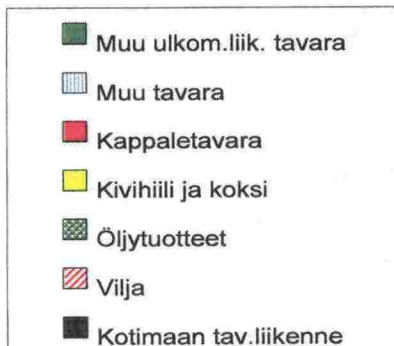 Muu ulkom.liik. tavara
Muu tavara
Kappaletavara
Kivihiili ja koksi
Öljytuotteet
Vilja
Kotimaan tav.liikenne